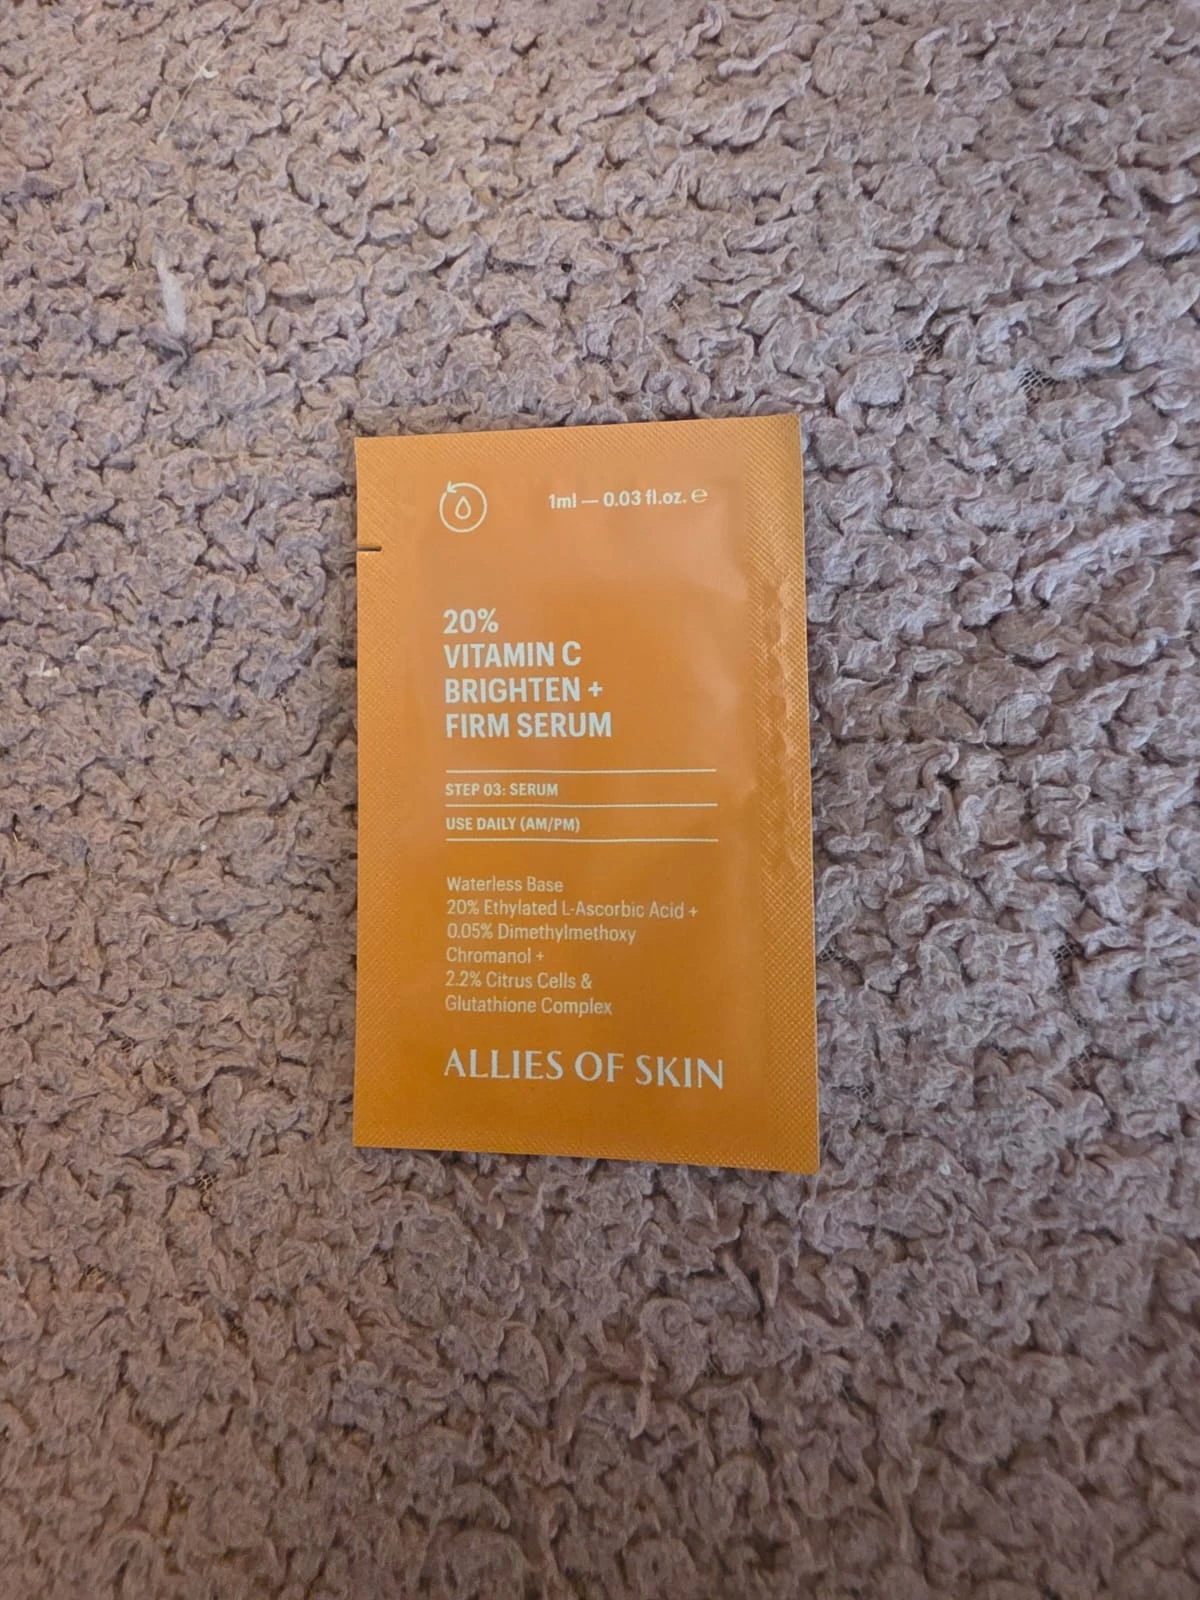 1ml — 0.03 fl.oz. ℮
20%
VITAMIN C
BRIGHTEN +
FIRM SERUM
STEP 03: SERUM
USE DAILY (AM/PM)
Waterless Base
20% Ethylated L-Ascorbic Acid +
0.05% Dimethylmethoxy
Chromanol +
2.2% Citrus Cells &
Glutathione Complex
ALLIES OF SKIN